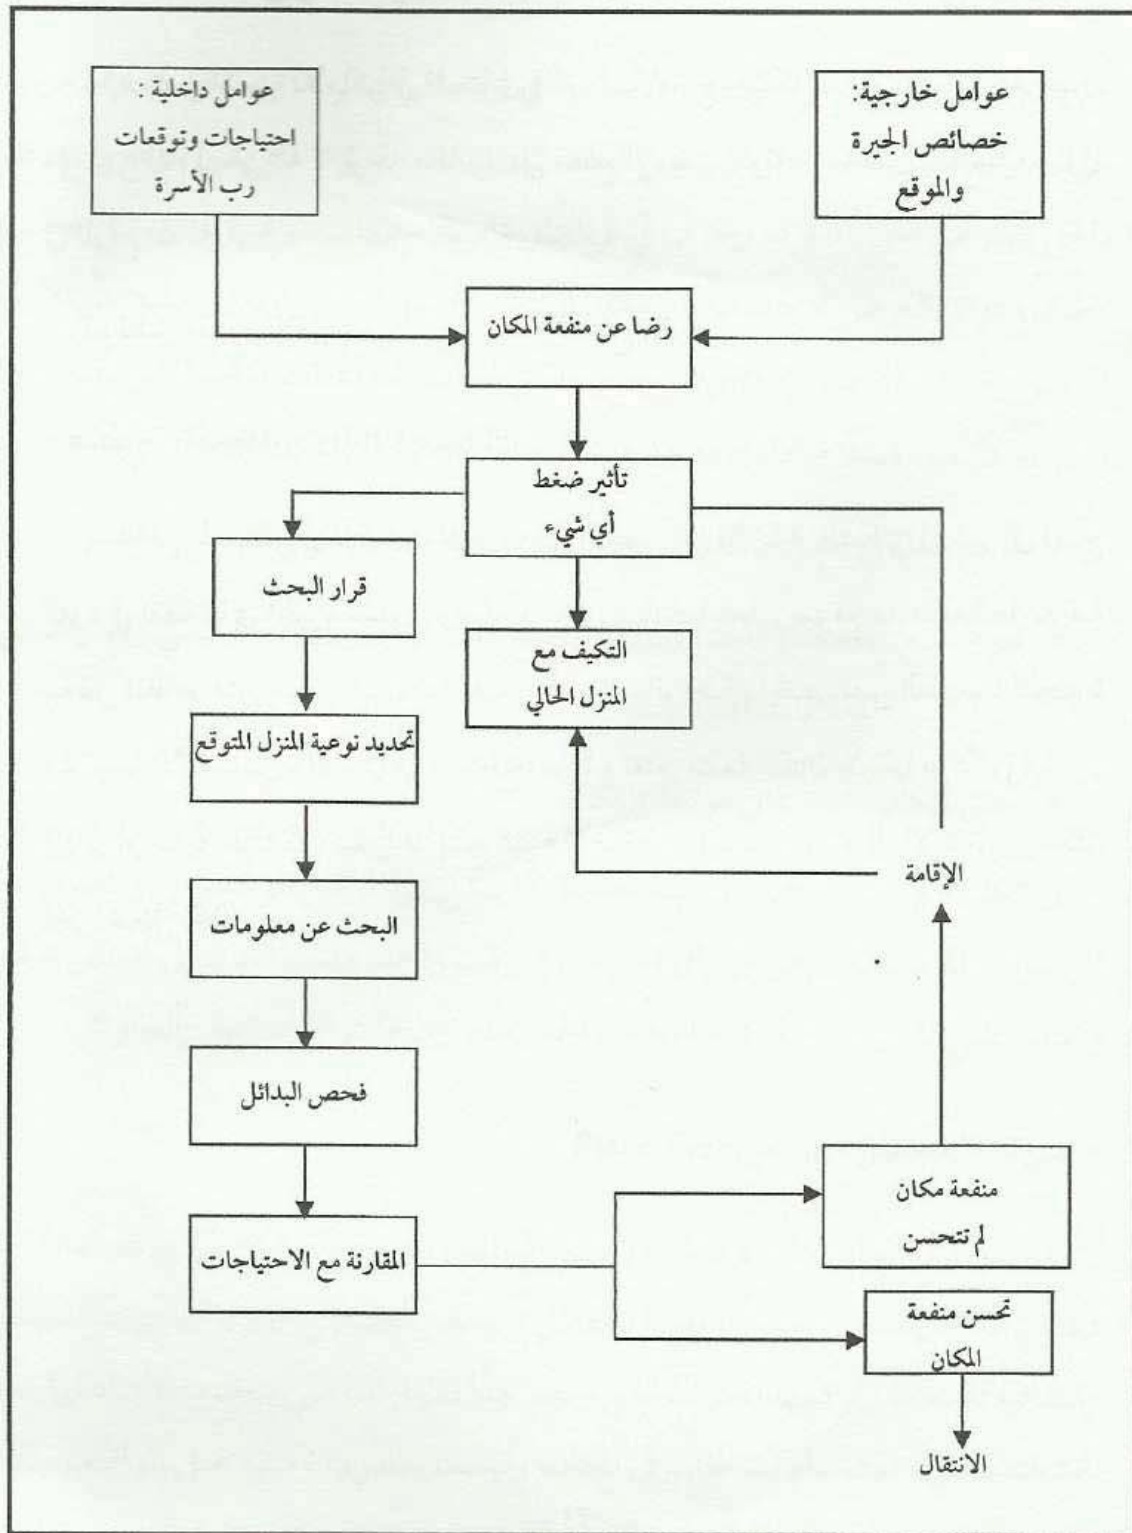 عوامل خارجية:
خصائص الجيرة
والموقع
عوامل داخلية :
احتياجات وتوقعات
رب الأسرة
رضا عن منفعة المكان
تأثير ضغط
أي شيء
قرار البحث
التكيف مع
المنزل الحالي
تحديد نوعية المنزل المتوقع
الإقامة
البحث عن معلومات
فحص البدائل
منفعة مكان
لم تتحسن
المقارنة مع الاحتياجات
تحسن منفعة
المكان
الانتقال